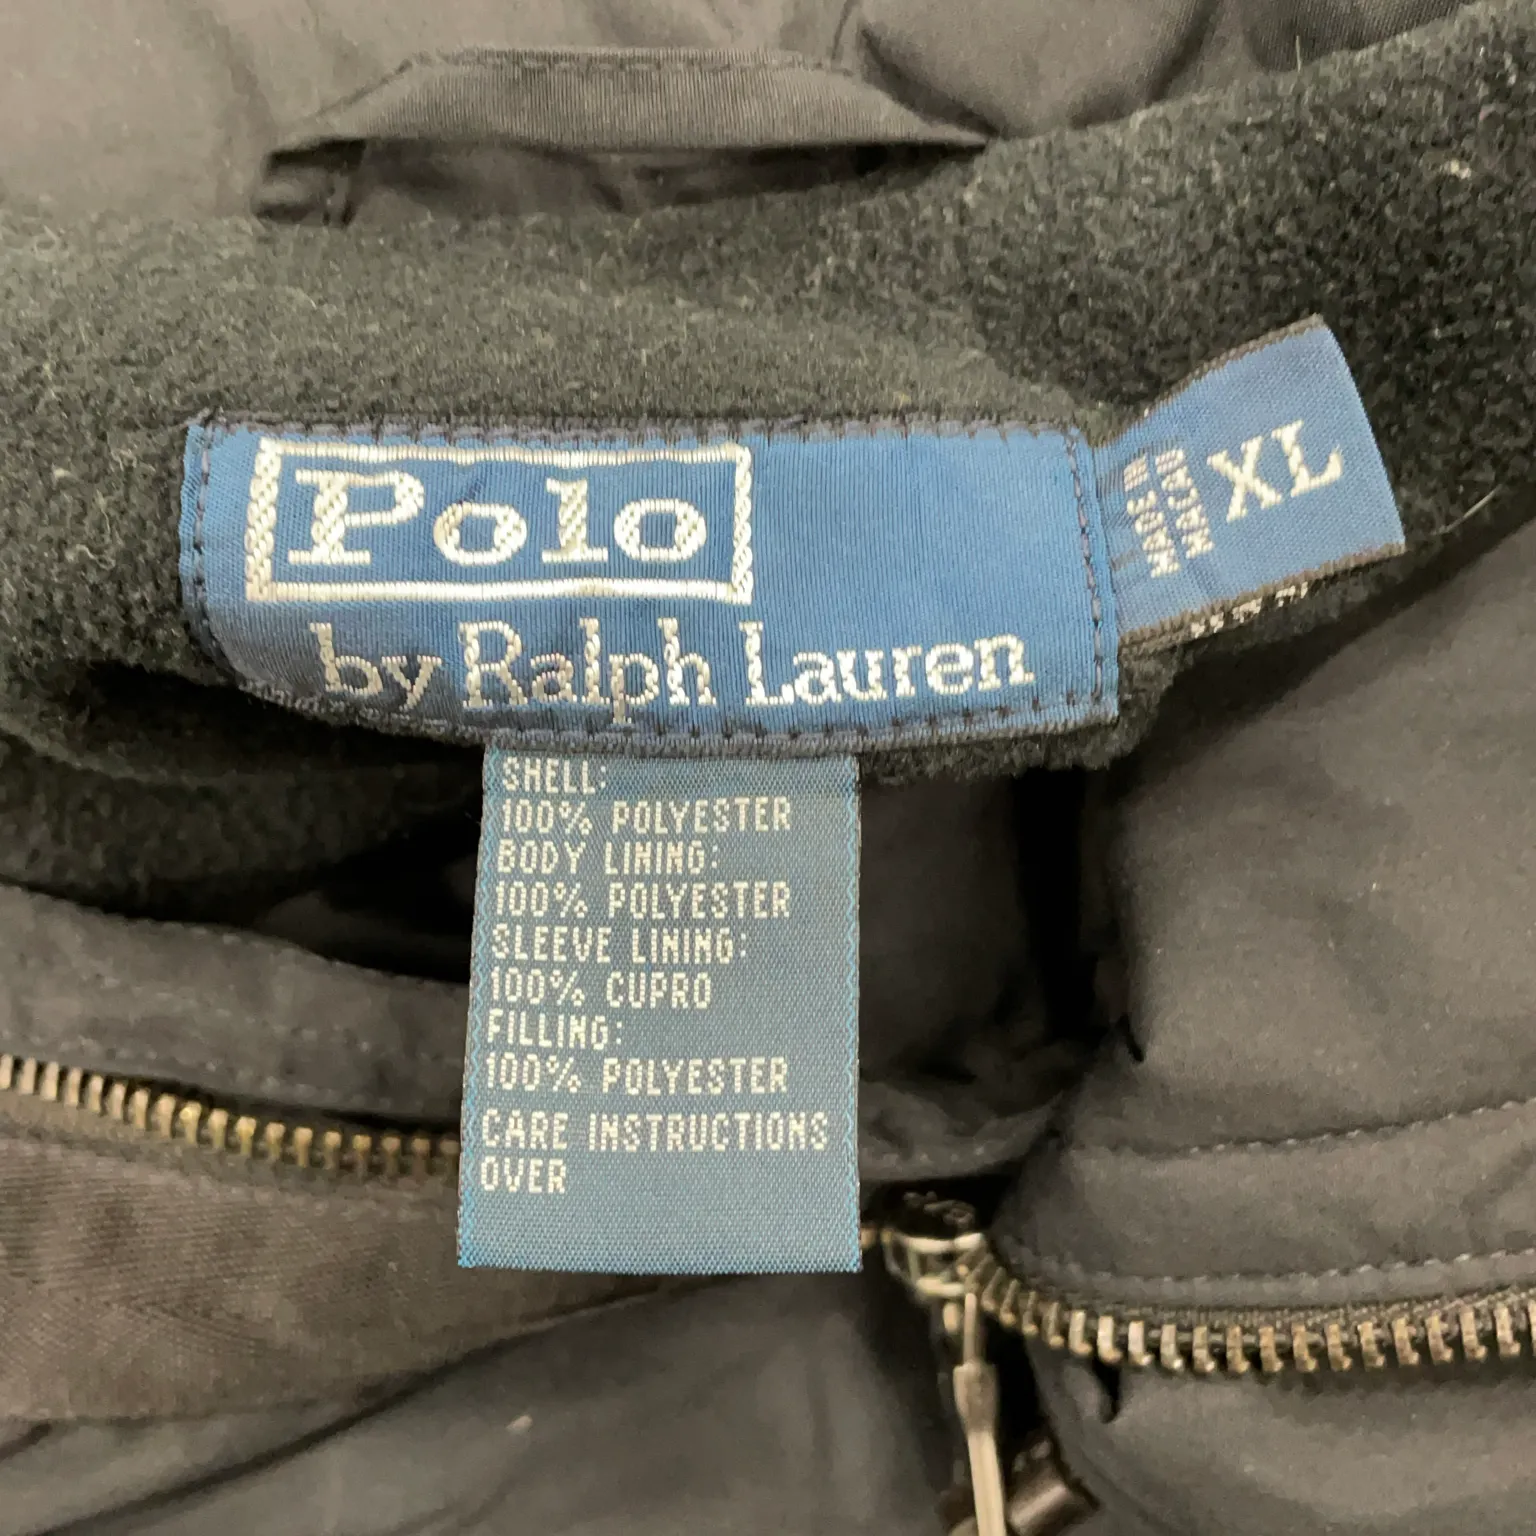 Polo
by Ralph Lauren
MADE IN
MACAU
XL
SHELL:
100% POLYESTER
BODY LINING:
100% POLYESTER
SLEEVE LINING:
100% CUPRO
FILLING:
100% POLYESTER
CARE INSTRUCTIONS
OVER